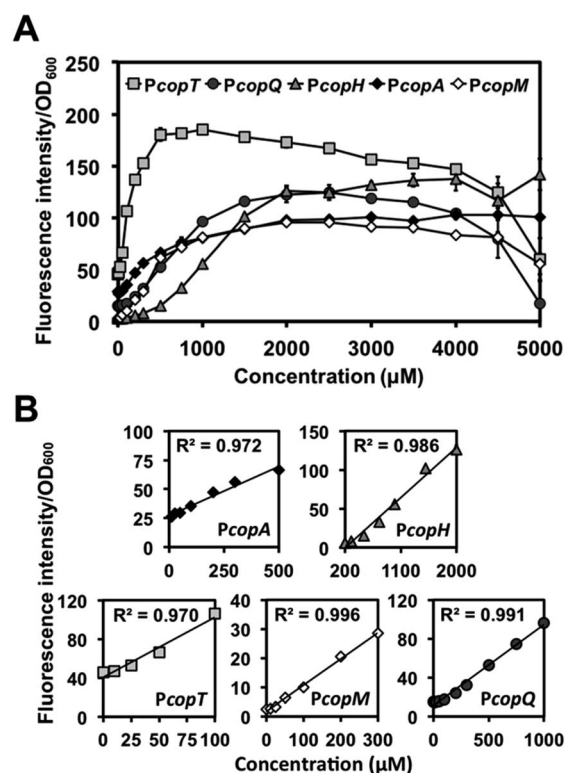 A
Fluorescence intensity/OD600
250
200
150
100
50
0
PcopT PcopQ PcopH PcopA PcopM
0 1000 2000 3000 4000 5000
Concentration (µM)
B
Fluorescence intensity/OD600
100
75
50
25
0
R² = 0.972
PcopA
0 250 500
150
100
50
0
R² = 0.986
PcopH
200 1100 2000
120
80
40
0
R² = 0.970
PcopT
0 25 50 75 100
40
30
20
10
0
R² = 0.996
PcopM
0 100 200 300
120
80
40
0
R² = 0.991
PcopQ
0 500 1000
Concentration (µM)